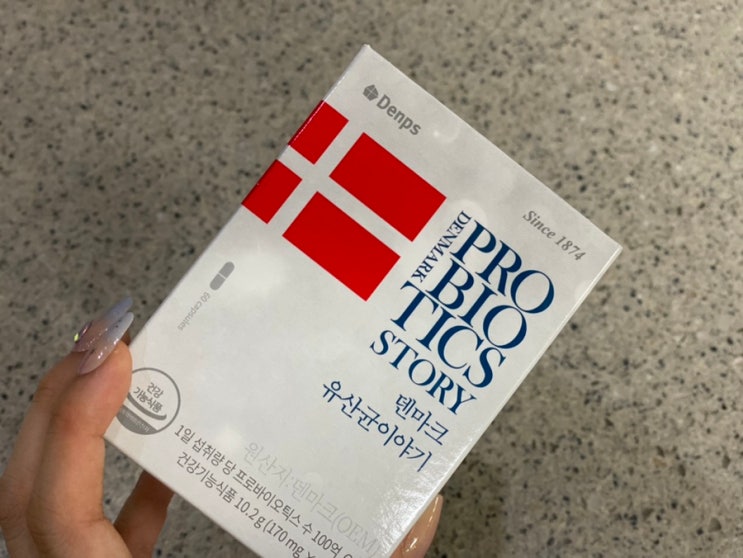 Denps
Since 1874
DENMARK
PRO
BIO
TICS
STORY
덴마크
유산균이야기
60 capsules
건강
기능식품
원산지:덴마크(OEM)
1일 섭취량 당 프로바이오틱스 수 100억
건강기능식품 10.2g (170mg ×